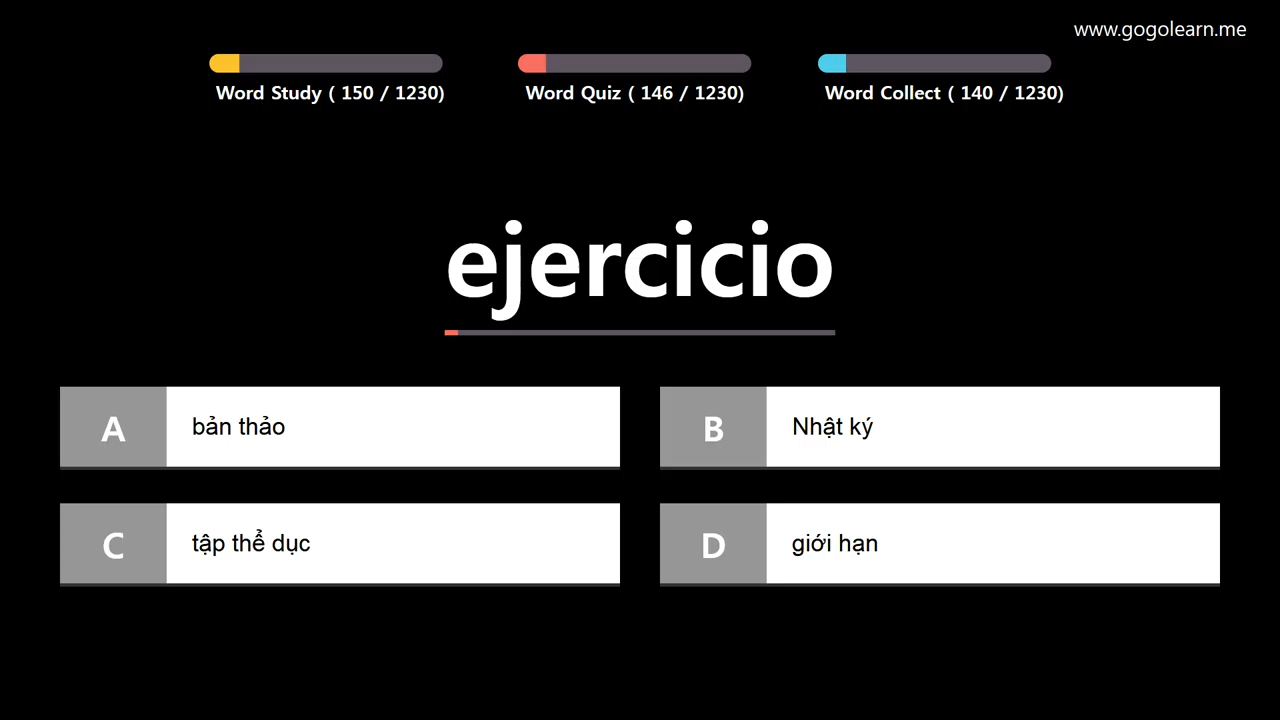 www.gogolearn.me
Word Study ( 150 / 1230)
Word Quiz ( 146 / 1230)
Word Collect ( 140 / 1230)
ejercicio
A bản thảo
B Nhật ký
C tập thể dục
D giới hạn